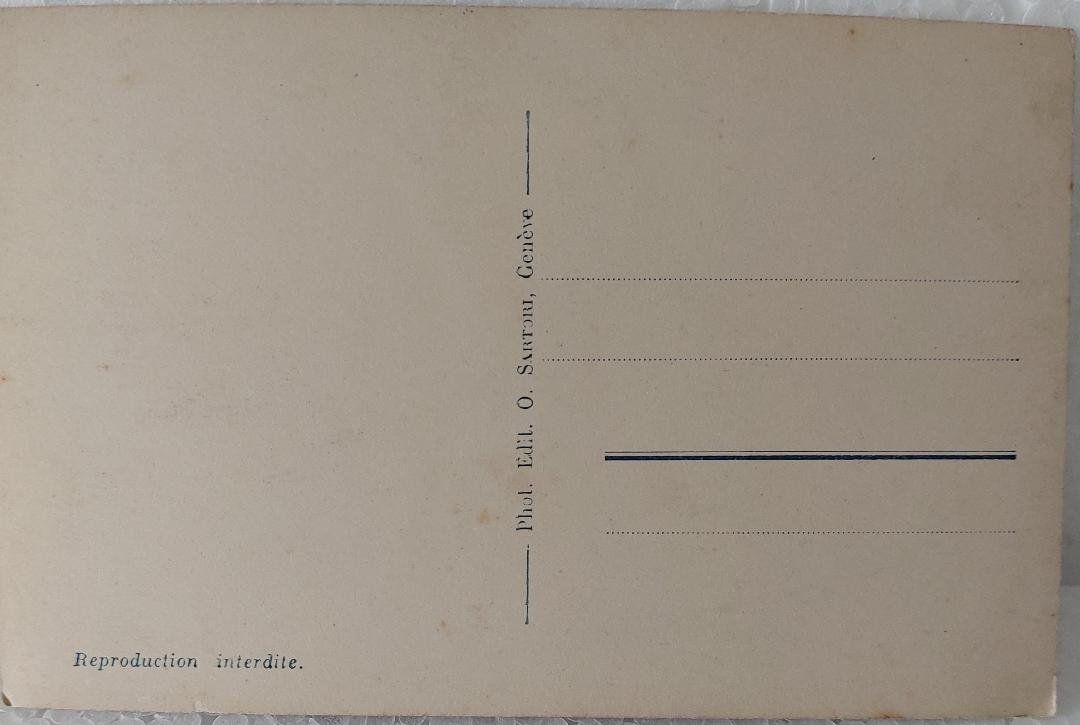 Phot. Edit. O. SARTORI, Genève
Reproduction interdite.